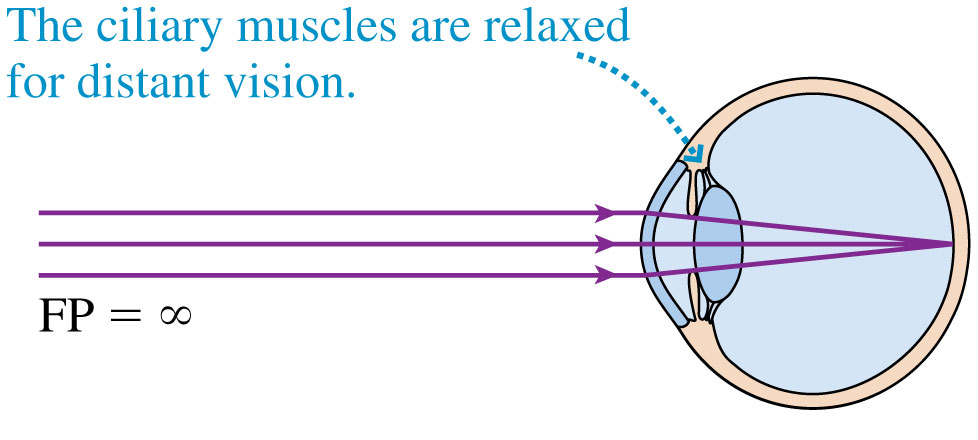 The ciliary muscles are relaxed
for distant vision.
FP = ∞